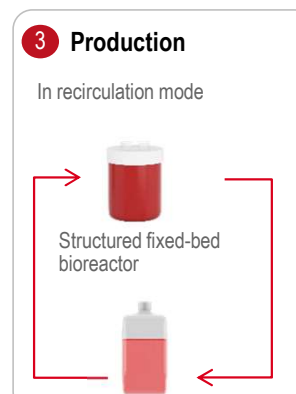 3 Production
In recirculation mode
Structured fixed-bed
bioreactor